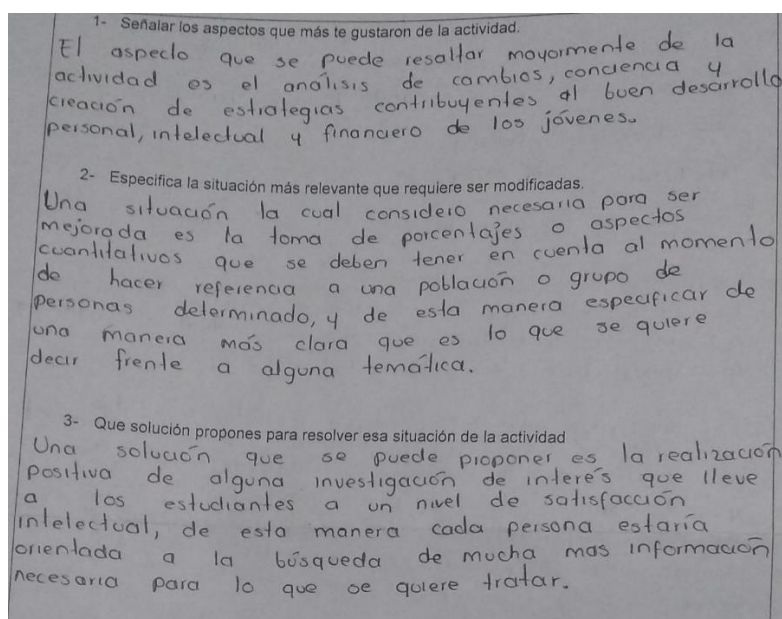 1- Señalar los aspectos que más te gustaron de la actividad.
El aspecto que se puede resaltar mayormente de la
actividad es el análisis de cambios, conciencia y
creación de estrategias contribuyentes al buen desarrollo
personal, intelectual y financiero de los jóvenes.
2- Especifica la situación más relevante que requiere ser modificadas.
Una situación la cual considero necesaria para ser
mejorada es la toma de porcentajes o aspectos
cuantitativos que se deben tener en cuenta al momento
de hacer referencia a una población o grupo de
personas determinado, y de esta manera especificar de
una manera más clara que es lo que se quiere
decir frente a alguna temática.
3- Que solución propones para resolver esa situación de la actividad
Una solución que se puede proponer es la realización
positiva de alguna investigación de interés que lleve
a los estudiantes a un nivel de satisfacción
intelectual, de esta manera cada persona estaría
orientada a la búsqueda de mucha mas información
necesaria para lo que se quiere tratar.